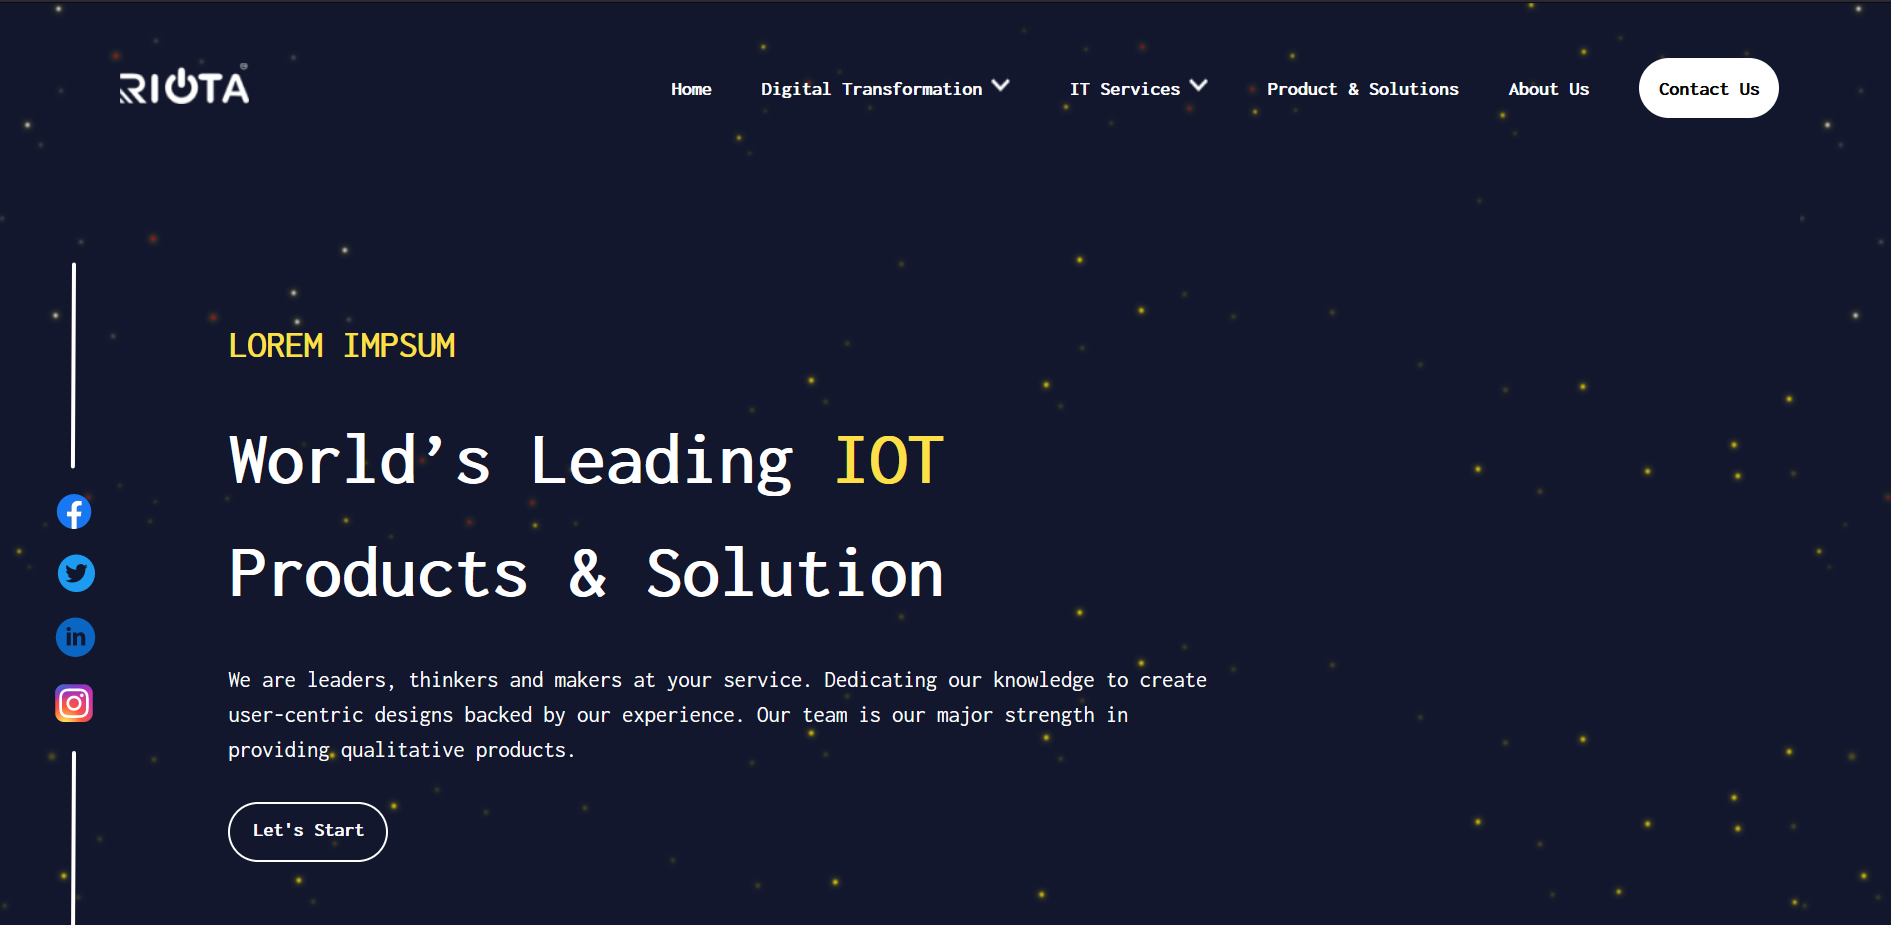 RIOTA
Home Digital Transformation IT Services Product & Solutions About Us Contact Us
LOREM IMPSUM
World’s Leading IOT
Products & Solution
We are leaders, thinkers and makers at your service. Dedicating our knowledge to create
user-centric designs backed by our experience. Our team is our major strength in
providing qualitative products.
Let's Start